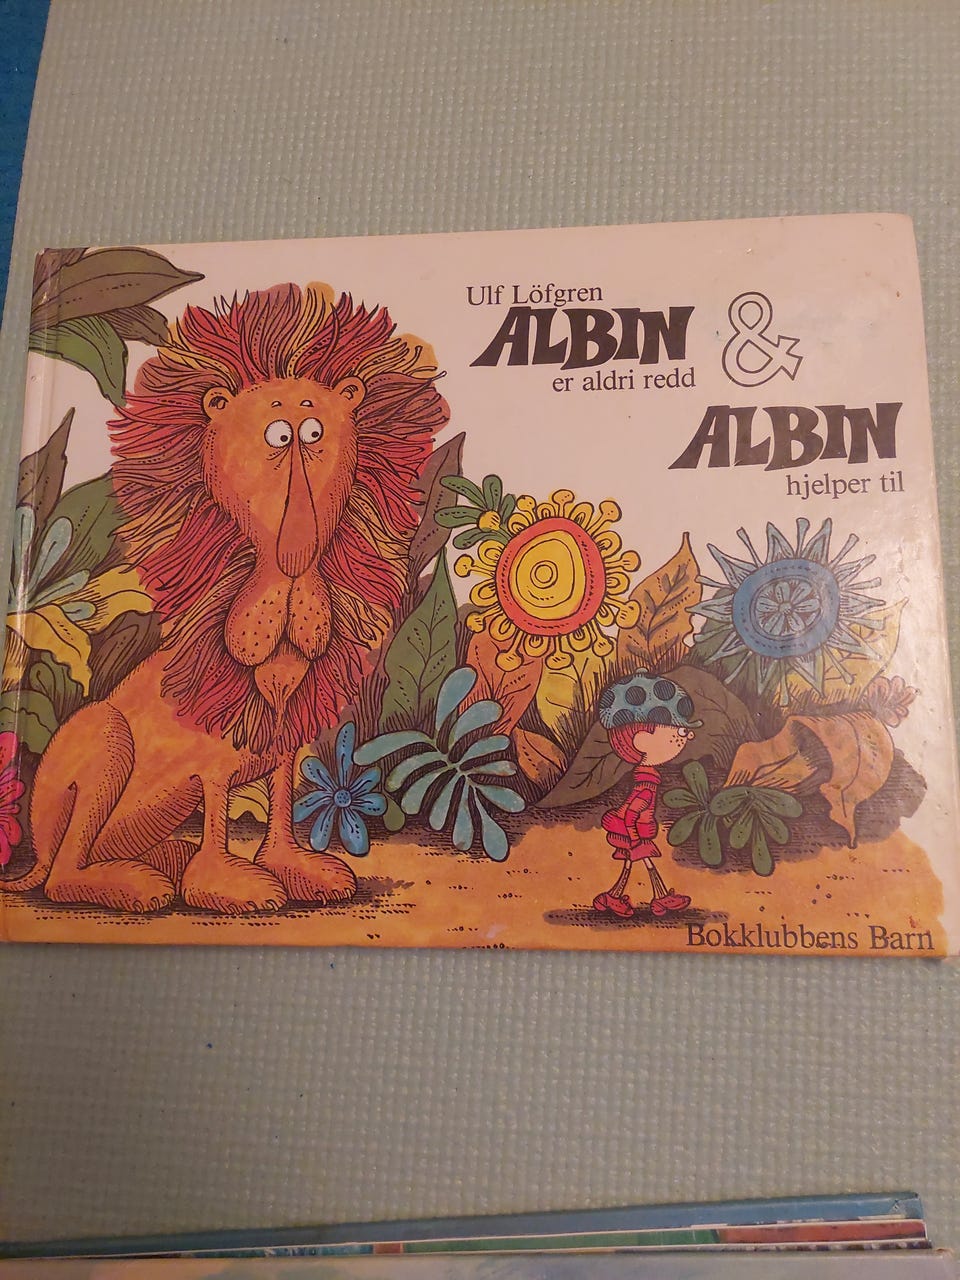 Ulf Löfgren
ALBIN
er aldri redd
&
ALBIN
hjelper til
Bokklubbens Barn